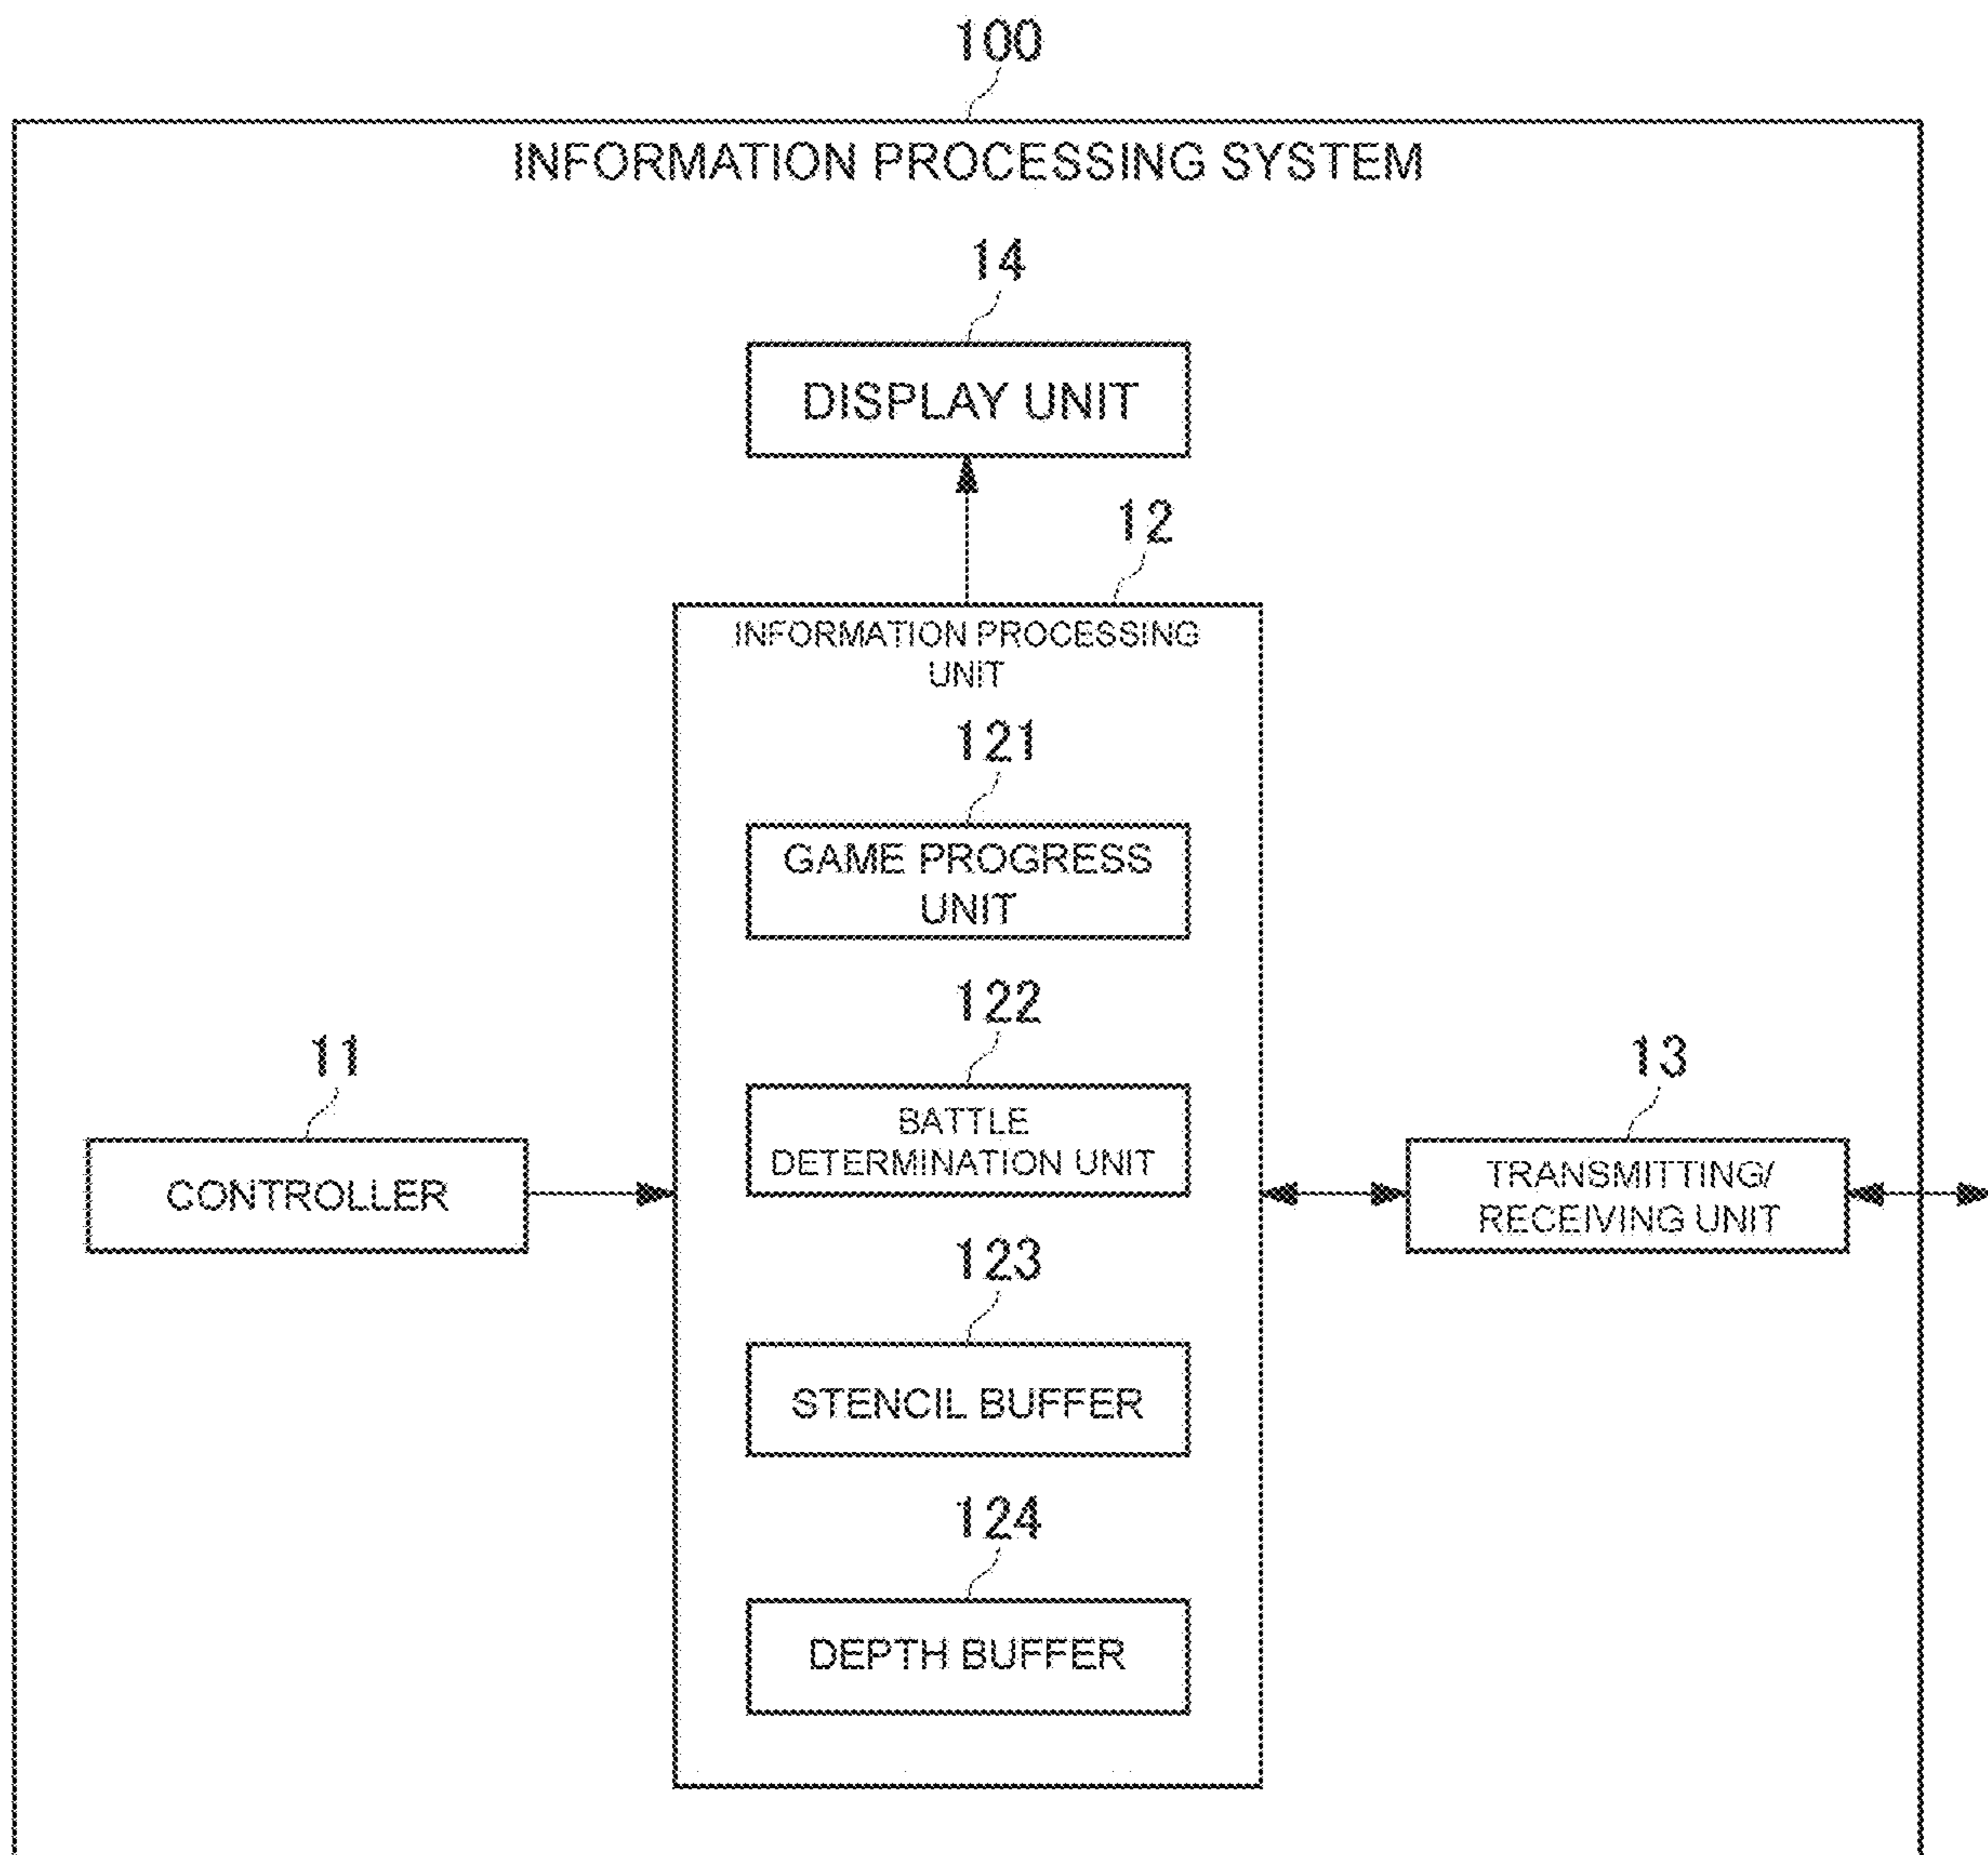 100
INFORMATION PROCESSING SYSTEM
14
DISPLAY UNIT
12
INFORMATION PROCESSING
UNIT
121
GAME PROGRESS
UNIT
122
BATTLE
DETERMINATION UNIT
11
CONTROLLER
13
TRANSMITTING/
RECEIVING UNIT
123
STENCIL BUFFER
124
DEPTH BUFFER